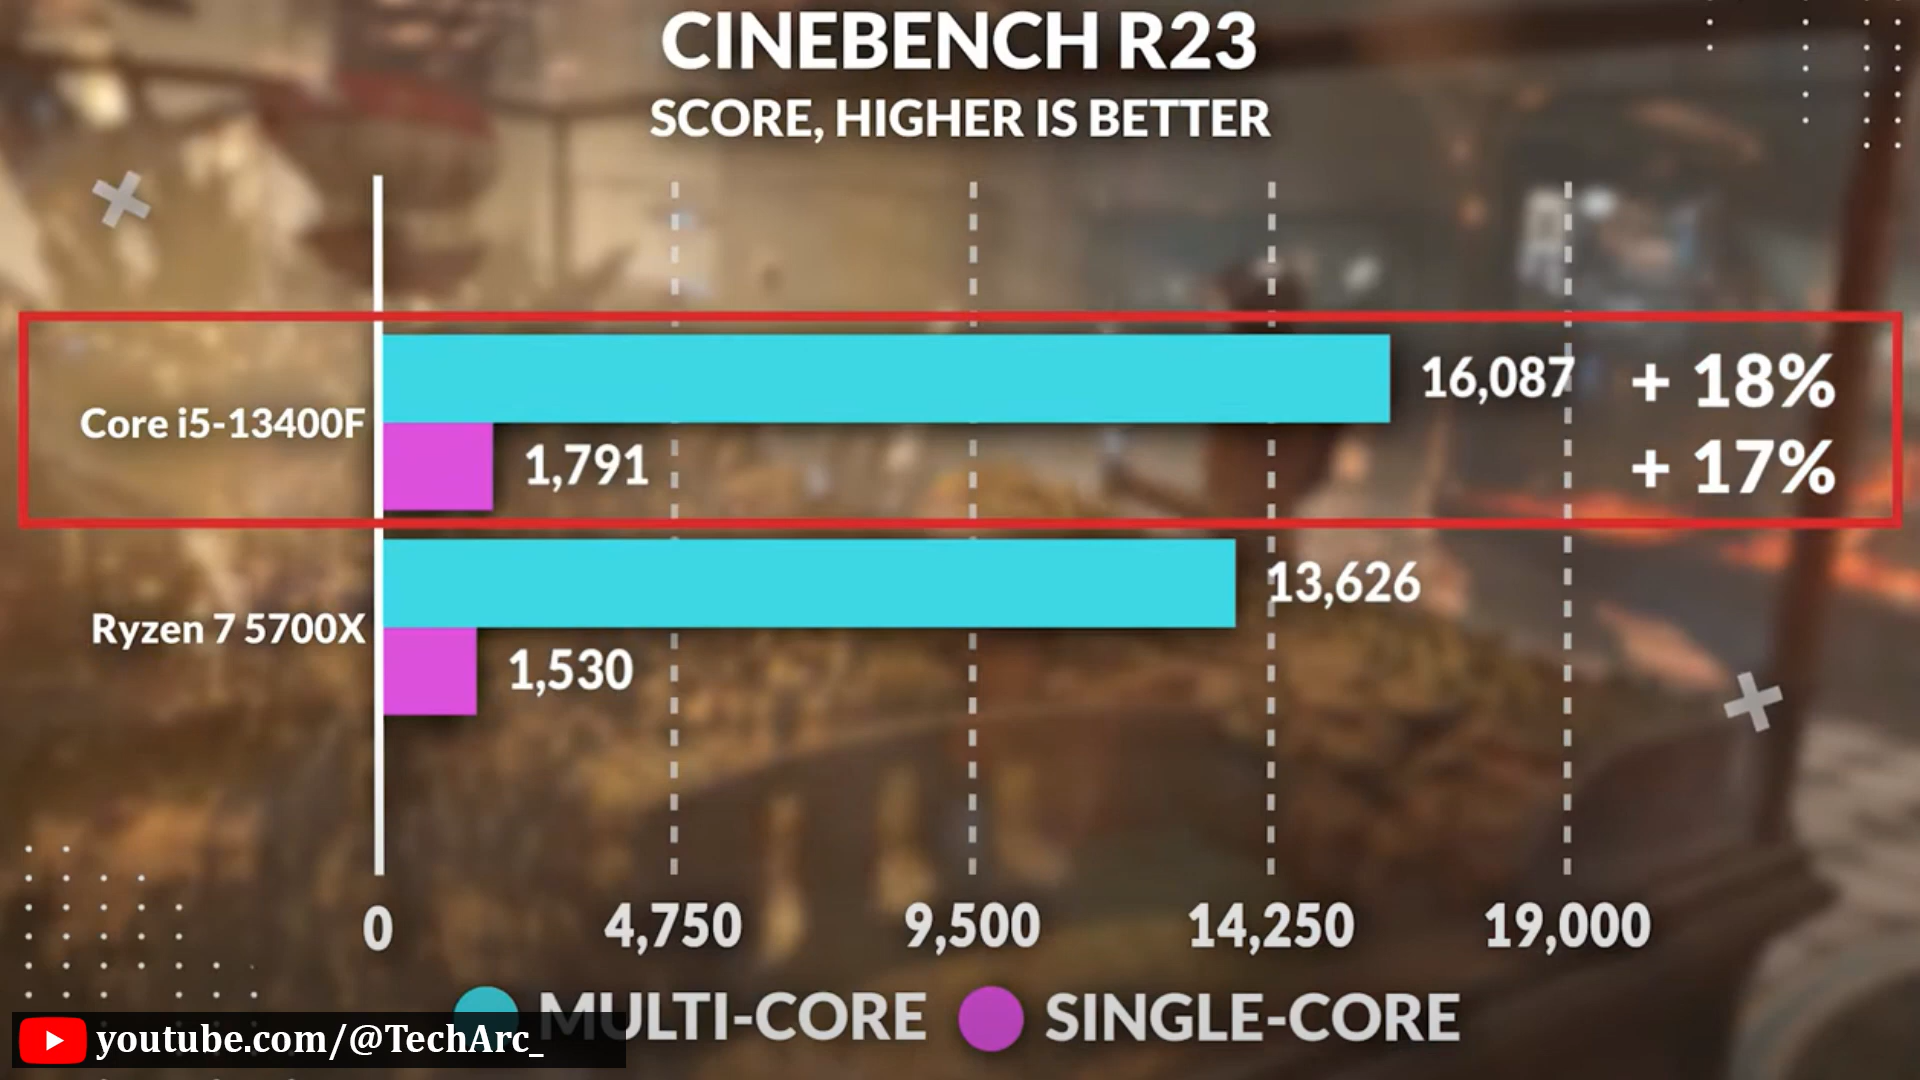 CINEBENCH R23
SCORE, HIGHER IS BETTER
Core i5-13400F
16,087
+ 18%
1,791
+ 17%
Ryzen 7 5700X
13,626
1,530
0
4,750
9,500
14,250
19,000
MULTI-CORE
SINGLE-CORE
youtube.com/@TechArc_